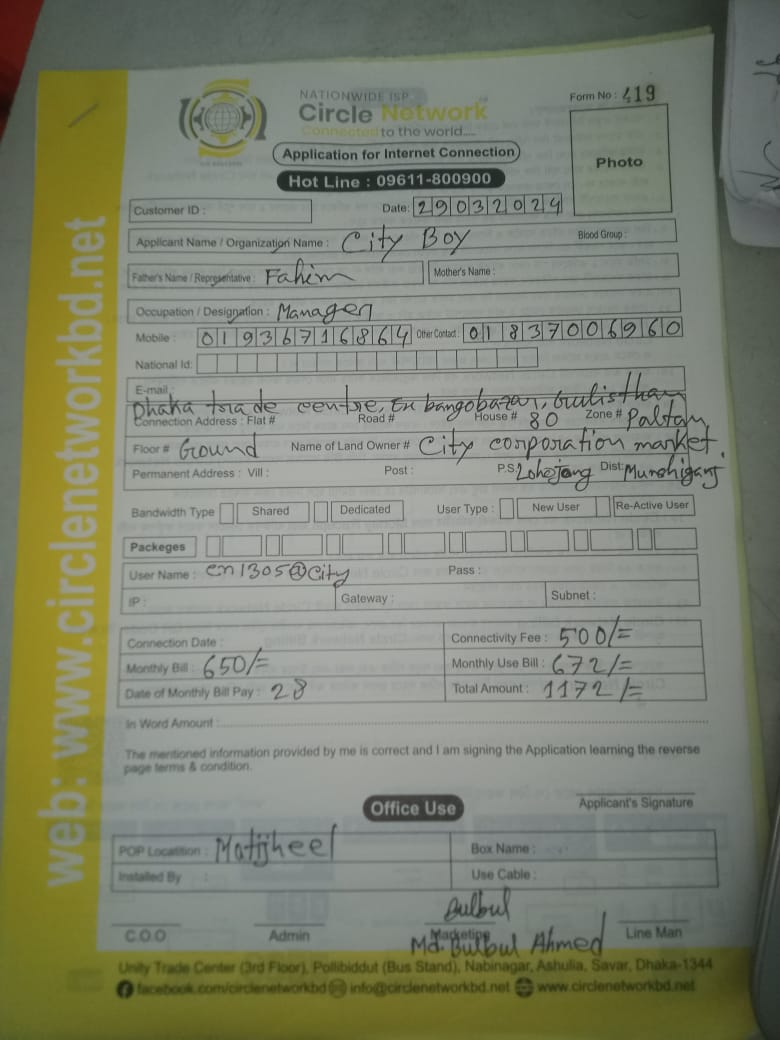 NATIONWIDE ISP
Circle Network
Connected to the world....
Form No : 419
Application for Internet Connection
Photo
Hot Line : 09611-800900
Customer ID :
Date: 29032024
Applicant Name / Organization Name : City Boy Blood Group :
Father's Name / Representative : Fahim Mother's Name :
Occupation / Designation : Manager
Mobile : 01936716864 Other Contact : 01837006960
National Id:
E-mail :
Dhaka trade centre, En bangobazar, Gulisthan
Connection Address : Flat # Road # House # 80 Zone # Paltan
Floor # Ground Name of Land Owner # City corporation market.
Permanent Address : Vill : Post : P.S: Lohojang Dist: Munshiganj
Bandwidth Type Shared Dedicated User Type : New User Re-Active User
Packeges
User Name : cn1305@City Pass :
IP : Gateway : Subnet :
Connection Date : Connectivity Fee : 500/=
Monthly Bill : 650/= Monthly Use Bill : 672/=
Date of Monthly Bill Pay : 28 Total Amount : 1172/=
In Word Amount :
The mentioned information provided by me is correct and I am signing the Application learning the reverse
page terms & condition.
Applicant's Signature
Office Use
POP Locatition : Motijheel Box Name :
Installed By : Use Cable :
Bulbul
C.O.O Admin Marketing Line Man
Md. Bulbul Ahmed
Unity Trade Center (3rd Floor), Pollibiddut (Bus Stand), Nabinagar, Ashulia, Savar, Dhaka-1344
facebook.com/circlenetworkbd info@circlenetworkbd.net www.circlenetworkbd.net
web: www.circlenetworkbd.net